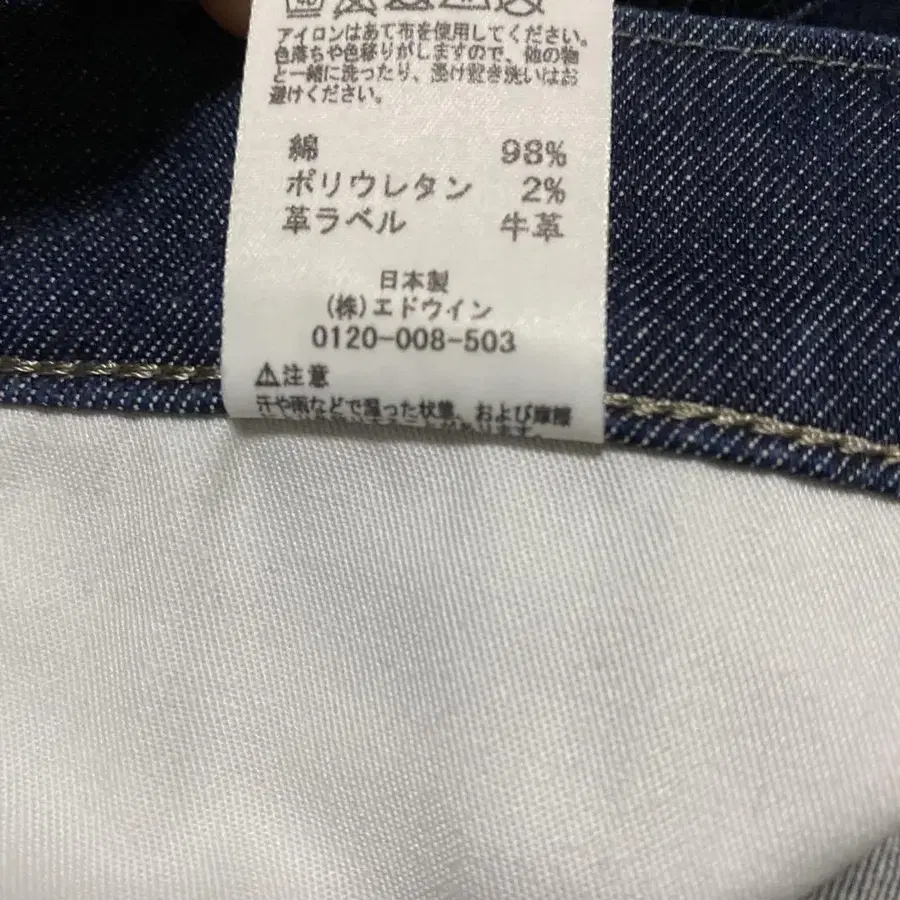 アイロンはあて布を使用してください。
色落ちや色移りがしますので、他の物
と一緒に洗ったり、漬け置き洗いはお
避けください。
綿 98%
ポリウレタン 2%
革ラベル 牛革
日本製
(株)エドウイン
0120-008-503
⚠注意
汗や雨などで湿った状態、および摩擦